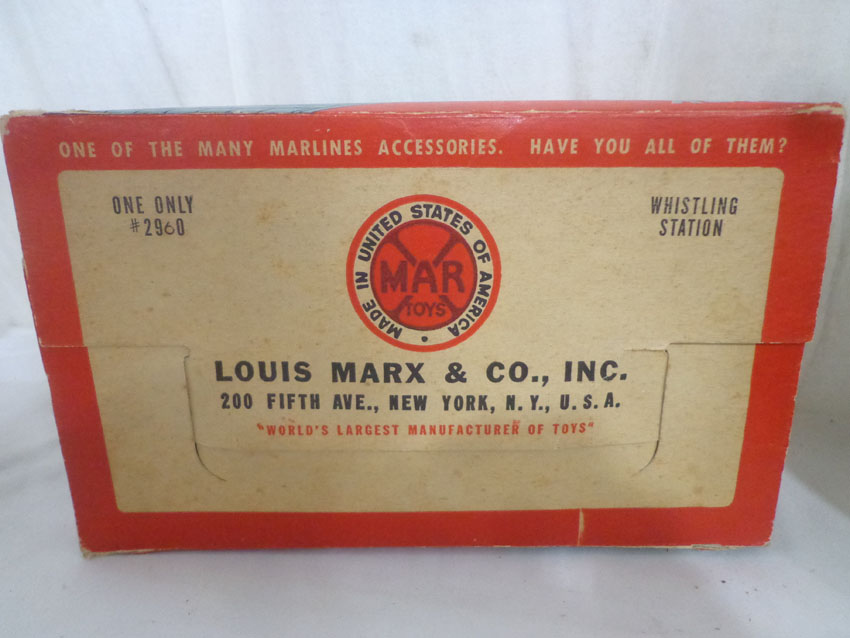 ONE OF THE MANY MARLINES ACCESSORIES. HAVE YOU ALL OF THEM?
ONE ONLY
#2960
WHISTLING
STATION
MADE IN UNITED STATES OF AMERICA
MAR
TOYS
LOUIS MARX & CO., INC.
200 FIFTH AVE., NEW YORK, N.Y., U.S.A.
"WORLD'S LARGEST MANUFACTURER OF TOYS"